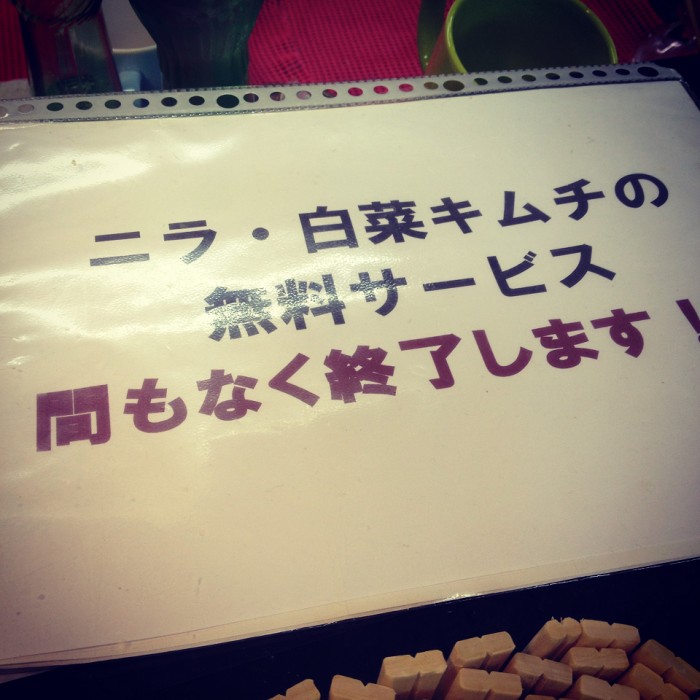 ニラ・白菜キムチの
無料サービス
間もなく終了します!